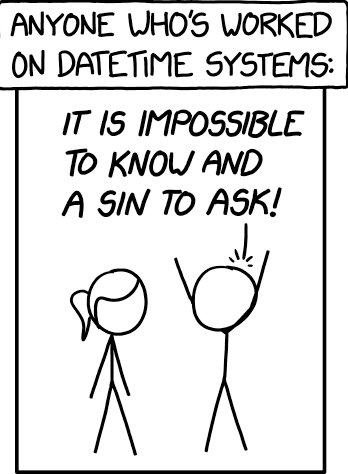 ANYONE WHO'S WORKED
ON DATETIME SYSTEMS:
IT IS IMPOSSIBLE
TO KNOW AND
A SIN TO ASK!